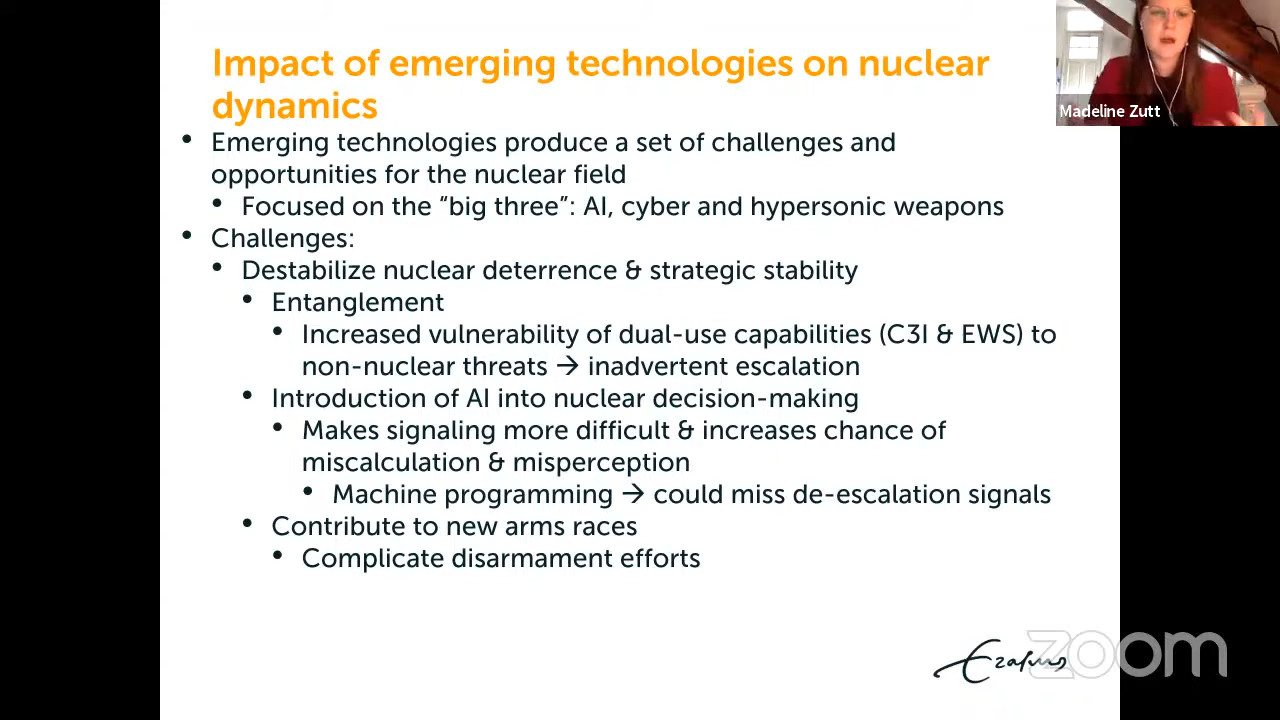 Impact of emerging technologies on nuclear
dynamics
Madeline Zutt
• Emerging technologies produce a set of challenges and
opportunities for the nuclear field
• Focused on the “big three”: AI, cyber and hypersonic weapons
• Challenges:
• Destabilize nuclear deterrence & strategic stability
• Entanglement
• Increased vulnerability of dual-use capabilities (C3I & EWS) to
non-nuclear threats → inadvertent escalation
• Introduction of AI into nuclear decision-making
• Makes signaling more difficult & increases chance of
miscalculation & misperception
• Machine programming → could miss de-escalation signals
• Contribute to new arms races
• Complicate disarmament efforts
Erasmus
zoom